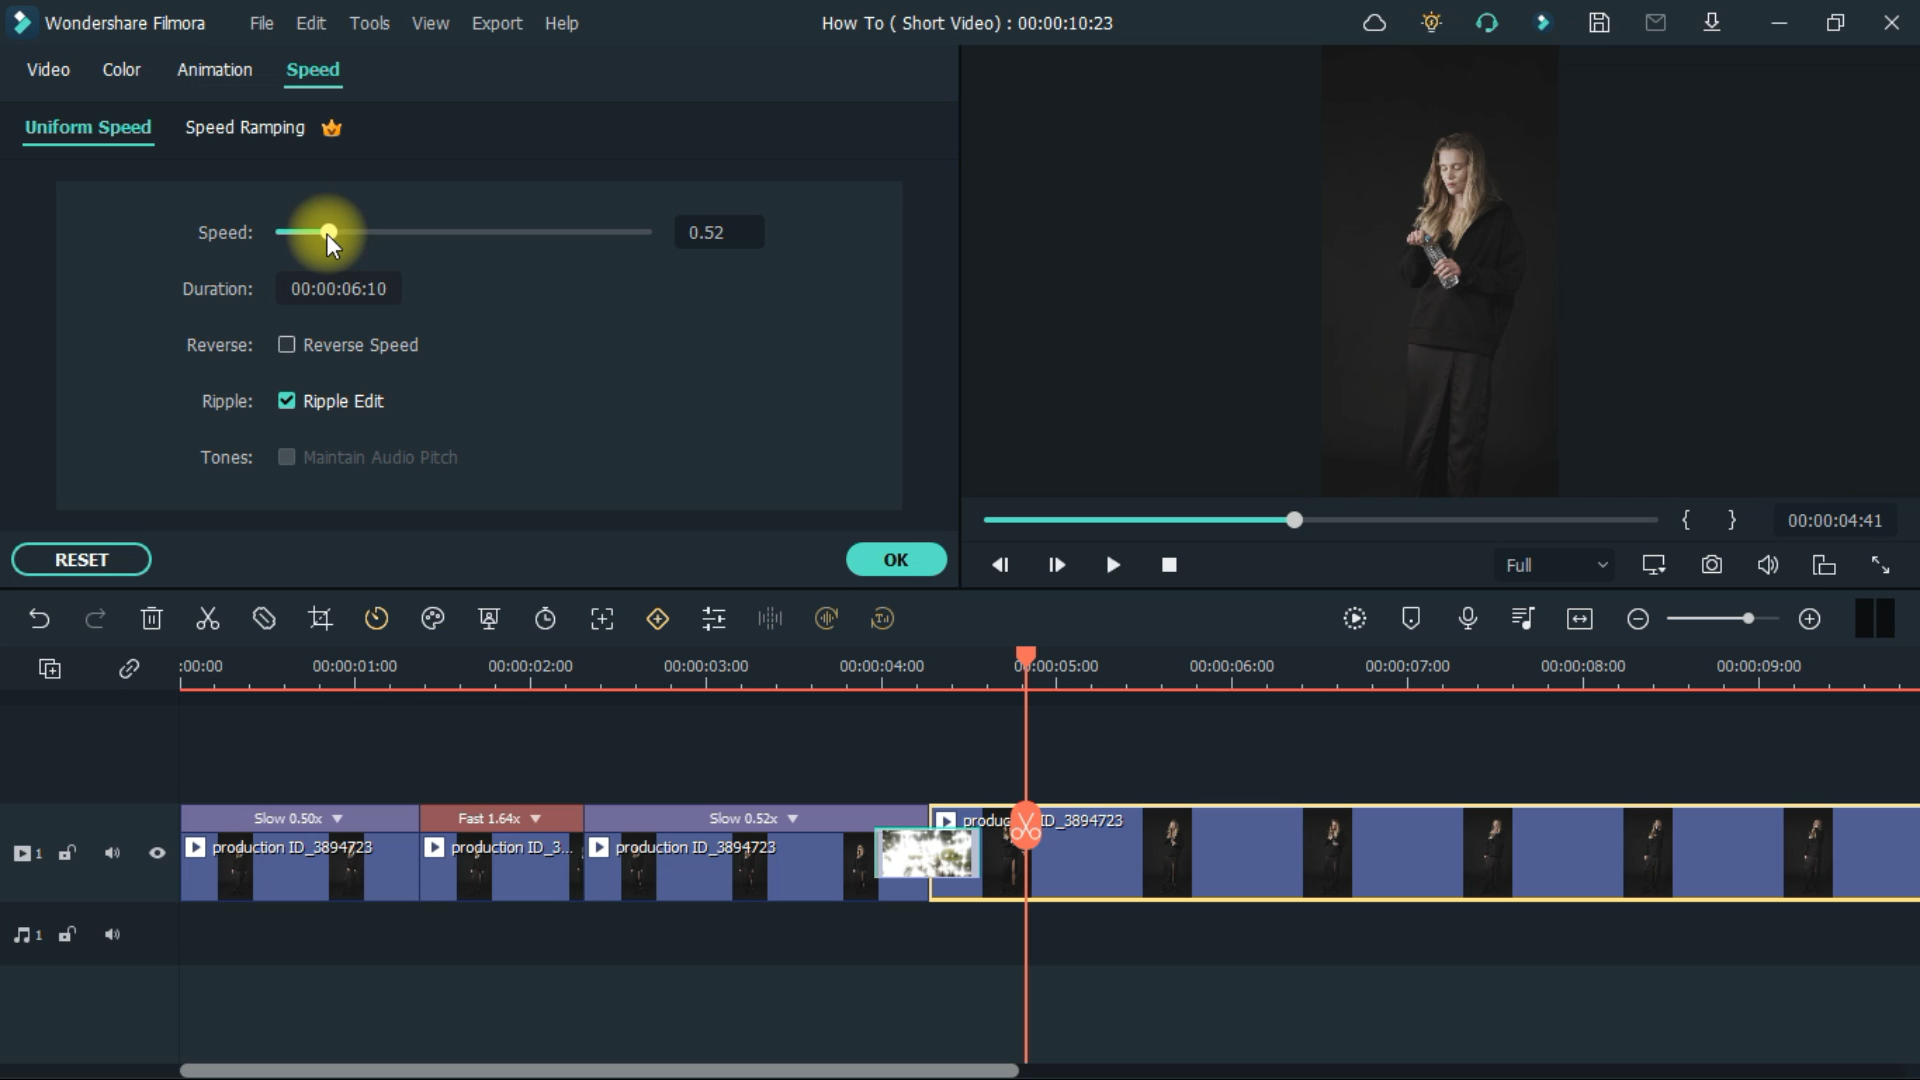 Wondershare Filmora
File Edit Tools View Export Help
How To ( Short Video) : 00:00:10:23
Video Color Animation Speed
Uniform Speed Speed Ramping
Speed: 0.52
Duration: 00:00:06:10
Reverse: Reverse Speed
Ripple: Ripple Edit
Tones: Maintain Audio Pitch
RESET OK
{ } 00:00:04:41
Full
:00:00 00:00:01:00 00:00:02:00 00:00:03:00 00:00:04:00 00:00:05:00 00:00:06:00 00:00:07:00 00:00:08:00 00:00:09:00
Slow 0.50x Fast 1.64x Slow 0.52x
produc ID_3894723
1 production ID_3894723 production ID_3... production ID_3894723
1